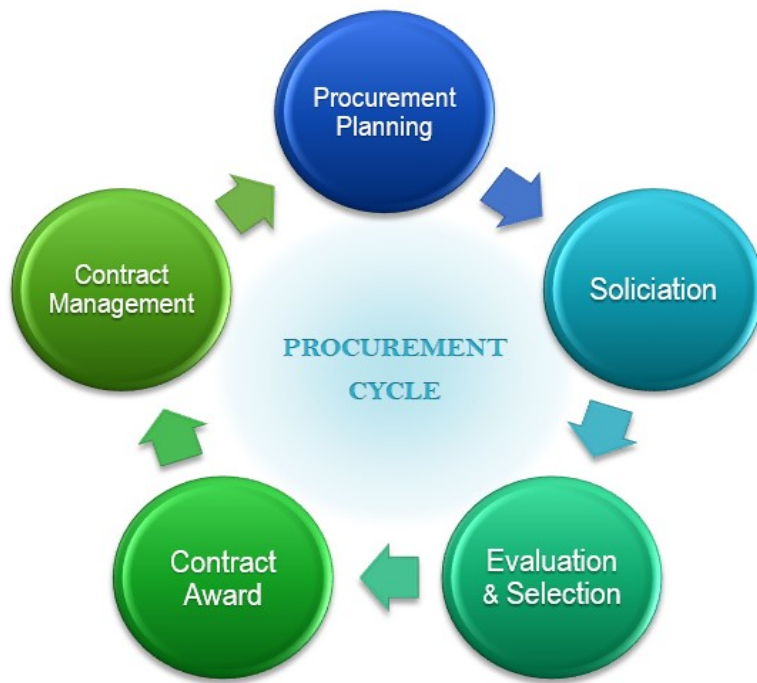 Procurement
Planning
Soliciation
Evaluation
& Selection
Contract
Award
Contract
Management
PROCUREMENT
CYCLE